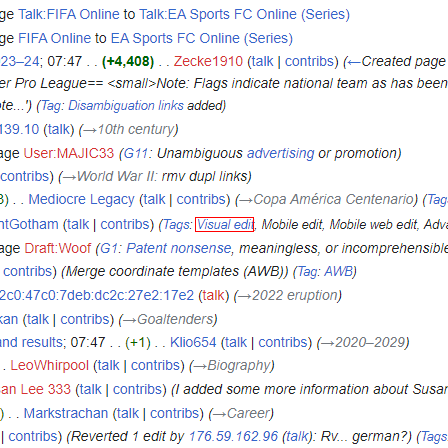 ge Talk:FIFA Online to Talk:EA Sports FC Online (Series)
ge FIFA Online to EA Sports FC Online (Series)
23–24; 07:47 . . (+4,408) . . Zecke1910 (talk | contribs) (←Created page
er Pro League== <small>Note: Flags indicate national team as has been
te...') (Tag: Disambiguation links added)
139.10 (talk) (→10th century)
age User:MAJIC33 (G11: Unambiguous advertising or promotion)
contribs) (→World War II: rmv dupl links)
3) . . Mediocre Legacy (talk | contribs) (→Copa América Centenario) (Tag
ntGotham (talk | contribs) (Tags: Visual edit, Mobile edit, Mobile web edit, Adva
age Draft:Woof (G1: Patent nonsense, meaningless, or incomprehensible
contribs) (Merge coordinate templates (AWB)) (Tag: AWB)
2c0:47c0:7deb:dc2c:27e2:17e2 (talk) (→2022 eruption)
kan (talk | contribs) (→Goaltenders)
and results; 07:47 . . (+1) . . Klio654 (talk | contribs) (→2020–2029)
. . LeoWhirpool (talk | contribs) (→Biography)
an Lee 333 (talk | contribs) (I added some more information about Susan
) . . Markstrachan (talk | contribs) (→Career)
| contribs) (Reverted 1 edit by 176.59.162.96 (talk): Rv... german?) (Tags